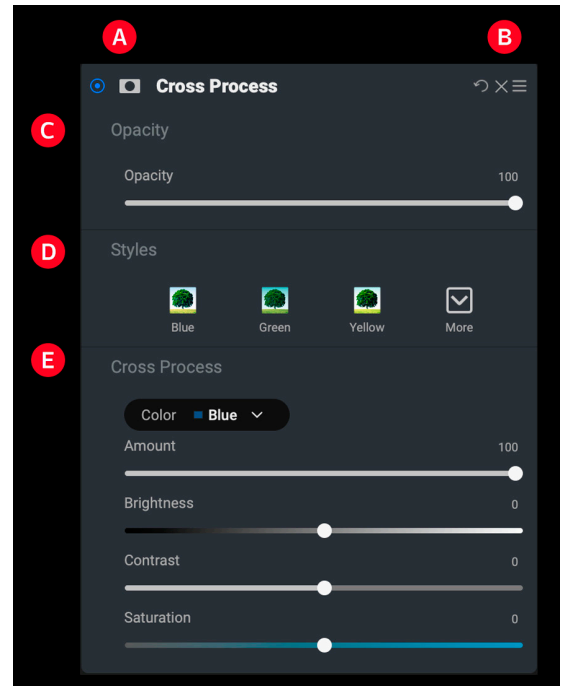 A
B
Cross Process
C
Opacity
Opacity 100
D
Styles
Blue Green Yellow More
E
Cross Process
Color Blue
Amount 100
Brightness 0
Contrast 0
Saturation 0